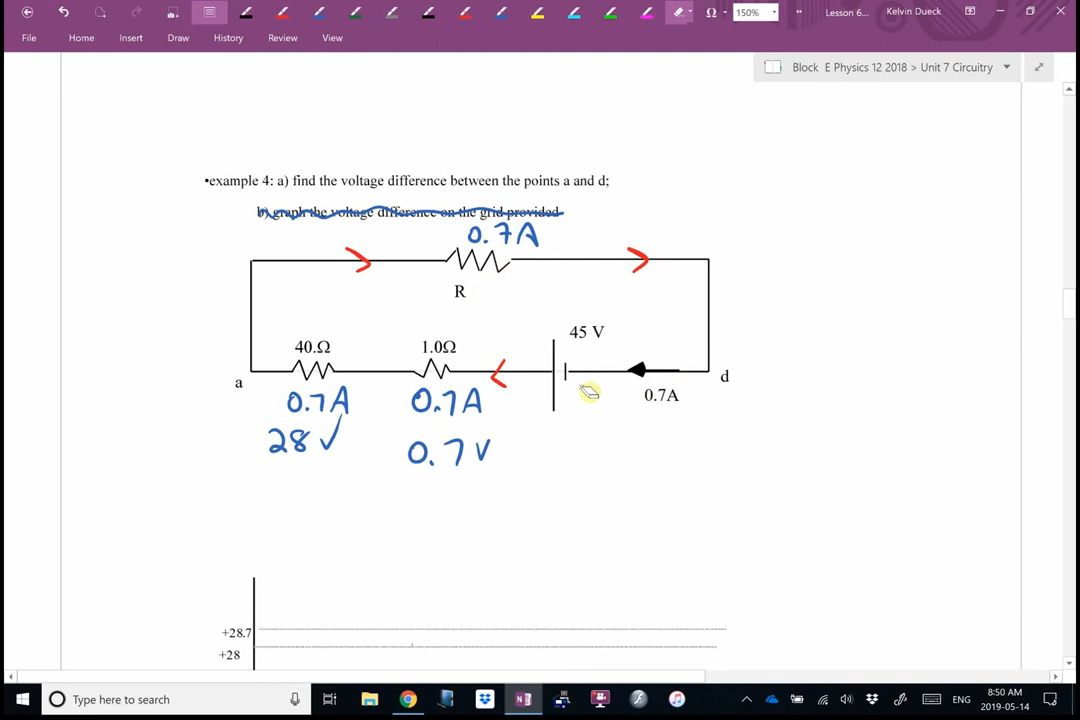 150%
Lesson 6...
Kelvin Dueck
File
Home
Insert
Draw
History
Review
View
Block E Physics 12 2018 > Unit 7 Circuitry
•example 4: a) find the voltage difference between the points a and d;
b) graph the voltage difference on the grid provided
0.7A
R
45 V
40.Ω
1.0Ω
a
d
0.7A
0.7A
0.7A
28 V
0.7 V
+28.7
+28
Type here to search
ENG
8:50 AM
2019-05-14